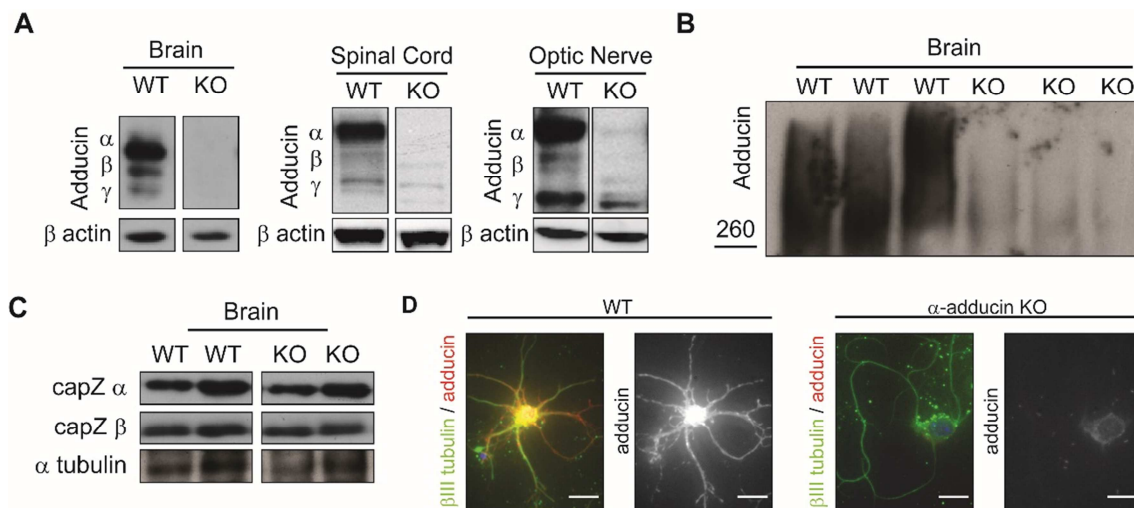 A
Brain
WT KO
Adducin
α
β
γ
β actin
Spinal Cord
WT KO
Adducin
α
β
γ
β actin
Optic Nerve
WT KO
Adducin
α
β
γ
β actin
B
Brain
WT WT WT KO KO KO
Adducin
260
C
Brain
WT WT KO KO
capZ α
capZ β
α tubulin
D
WT
βIII tubulin / adducin
adducin
α-adducin KO
βIII tubulin / adducin
adducin